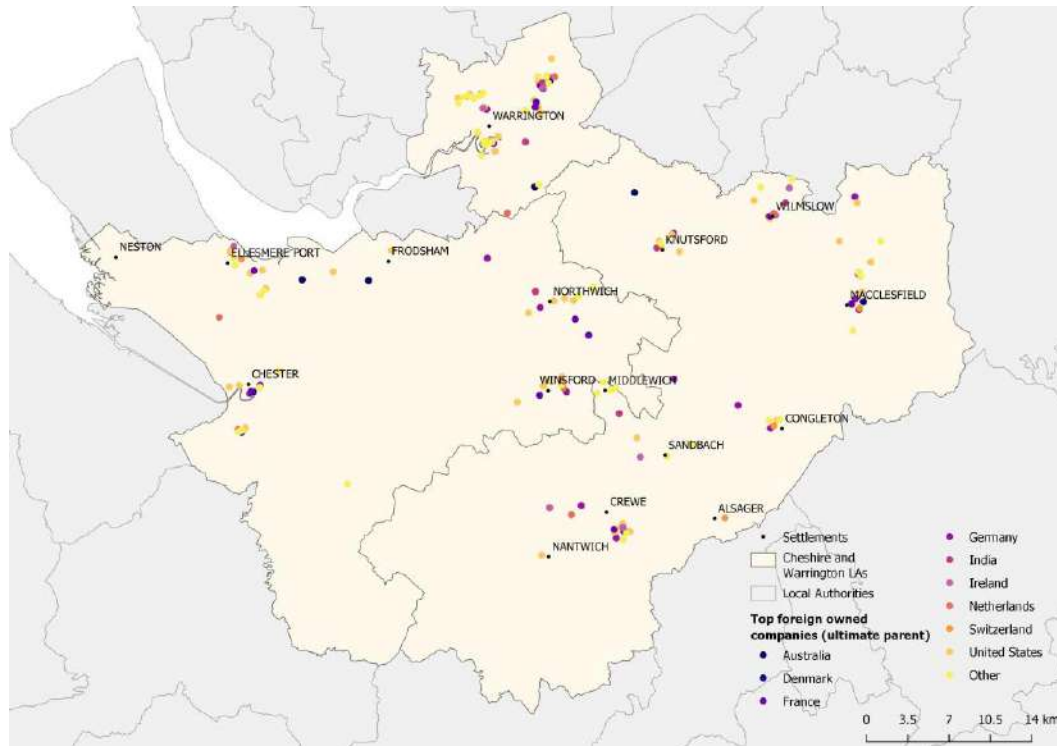 WARRINGTON
WILMSLOW
NESTON
ELLESMERE PORT
FRODSHAM
KNUTSFORD
NORTHWICH
MACCLESFIELD
CHESTER
WINSFORD
MIDDLEWICH
CONGLETON
SANDBACH
CREWE
ALSAGER
NANTWICH
Settlements
Cheshire and
Warrington LAs
Local Authorities
Top foreign owned
companies (ultimate parent)
Australia
Denmark
France
Germany
India
Ireland
Netherlands
Switzerland
United States
Other
0 3.5 7 10.5 14 km